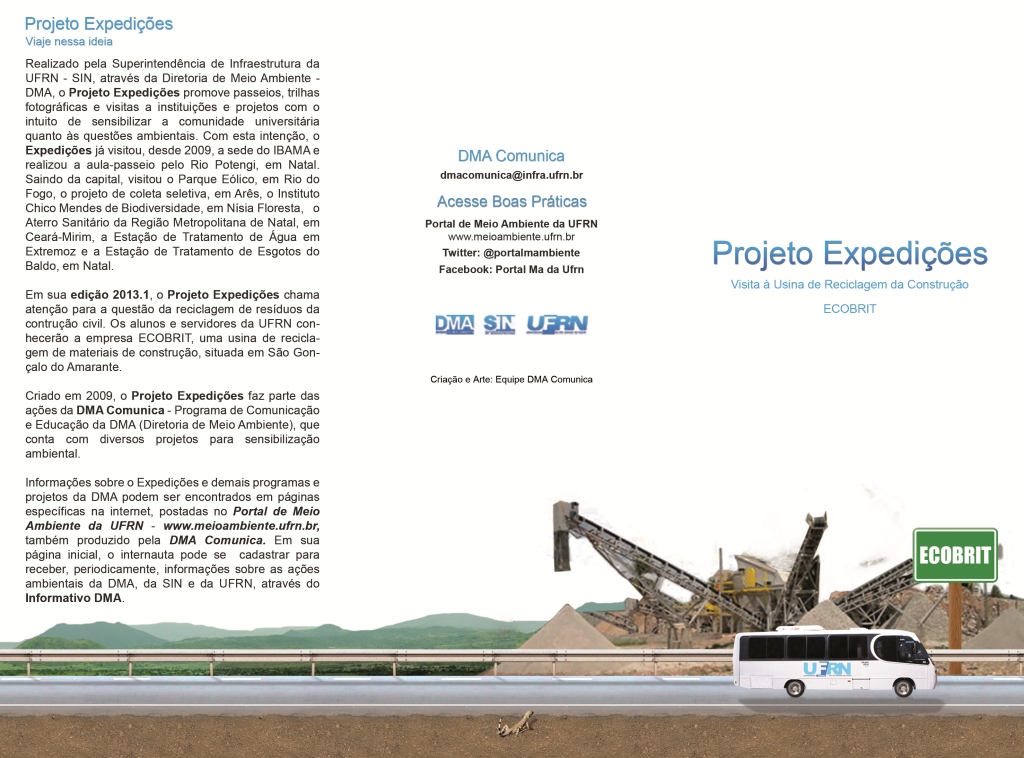 Projeto Expedições
Viaje nessa ideia
Realizado pela Superintendência de Infraestrutura da
UFRN - SIN, através da Diretoria de Meio Ambiente -
DMA, o Projeto Expedições promove passeios, trilhas
fotográficas e visitas a instituições e projetos com o
intuito de sensibilizar a comunidade universitária
quanto às questões ambientais. Com esta intenção, o
Expedições já visitou, desde 2009, a sede do IBAMA e
realizou a aula-passeio pelo Rio Potengi, em Natal.
Saindo da capital, visitou o Parque Eólico, em Rio do
Fogo, o projeto de coleta seletiva, em Arês, o Instituto
Chico Mendes de Biodiversidade, em Nísia Floresta, o
Aterro Sanitário da Região Metropolitana de Natal, em
Ceará-Mirim, a Estação de Tratamento de Água em
Extremoz e a Estação de Tratamento de Esgotos do
Baldo, em Natal.
Em sua edição 2013.1, o Projeto Expedições chama
atenção para a questão da reciclagem de resíduos da
contrução civil. Os alunos e servidores da UFRN con-
hecerão a empresa ECOBRIT, uma usina de recicla-
gem de materiais de construção, situada em São Gon-
çalo do Amarante.
Criado em 2009, o Projeto Expedições faz parte das
ações da DMA Comunica - Programa de Comunicação
e Educação da DMA (Diretoria de Meio Ambiente), que
conta com diversos projetos para sensibilização
ambiental.
Informações sobre o Expedições e demais programas e
projetos da DMA podem ser encontrados em páginas
específicas na internet, postadas no Portal de Meio
Ambiente da UFRN - www.meioambiente.ufrn.br,
também produzido pela DMA Comunica. Em sua
página inicial, o internauta pode se cadastrar para
receber, periodicamente, informações sobre as ações
ambientais da DMA, da SIN e da UFRN, através do
Informativo DMA.
DMA Comunica
dmacomunica@infra.ufrn.br
Acesse Boas Práticas
Portal de Meio Ambiente da UFRN
www.meioambiente.ufrn.br
Twitter: @portalmambiente
Facebook: Portal Ma da Ufrn
DMA SIN UFRN
Criação e Arte: Equipe DMA Comunica
Projeto Expedições
Visita à Usina de Reciclagem da Construção
ECOBRIT
ECOBRIT
UFRN